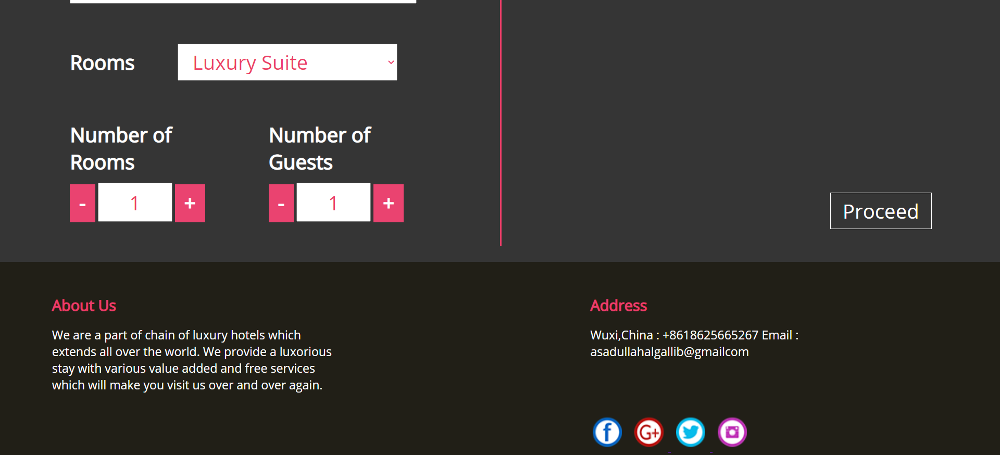 Rooms
Luxury Suite
Number of
Rooms
Number of
Guests
- 1 +
- 1 +
Proceed
About Us
We are a part of chain of luxury hotels which
extends all over the world. We provide a luxorious
stay with various value added and free services
which will make you visit us over and over again.
Address
Wuxi,China : +8618625665267 Email :
asadullahalgallib@gmailcom
f G+